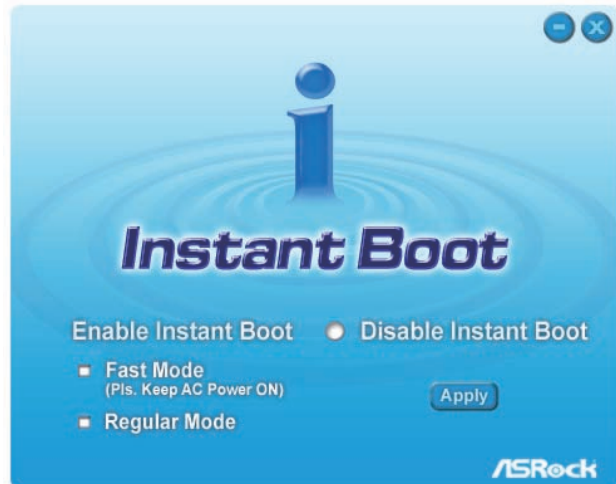 Instant Boot
Enable Instant Boot
Disable Instant Boot
Fast Mode
(Pls. Keep AC Power ON)
Apply
Regular Mode
ASRock